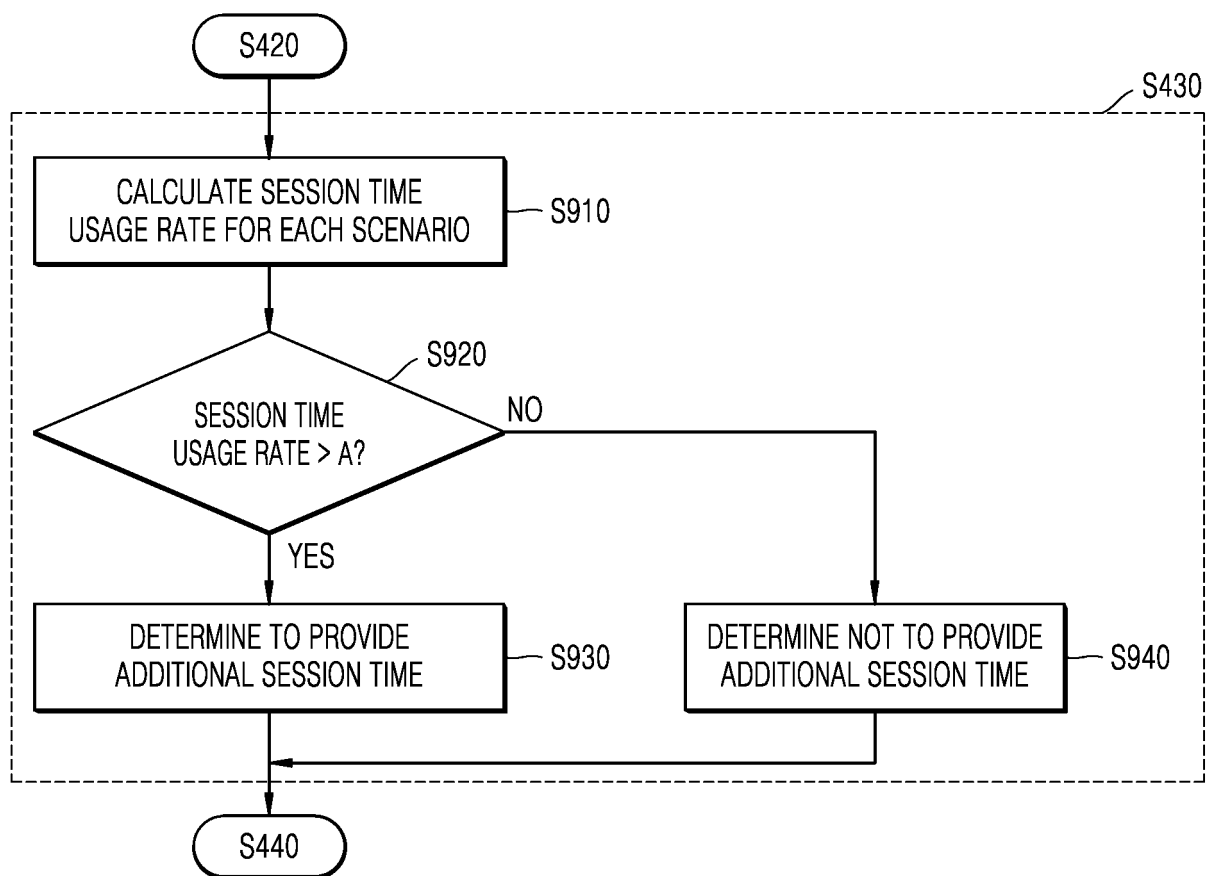 S420
S430
CALCULATE SESSION TIME
USAGE RATE FOR EACH SCENARIO
S910
S920
SESSION TIME
USAGE RATE > A?
NO
YES
DETERMINE TO PROVIDE
ADDITIONAL SESSION TIME
S930
DETERMINE NOT TO PROVIDE
ADDITIONAL SESSION TIME
S940
S440